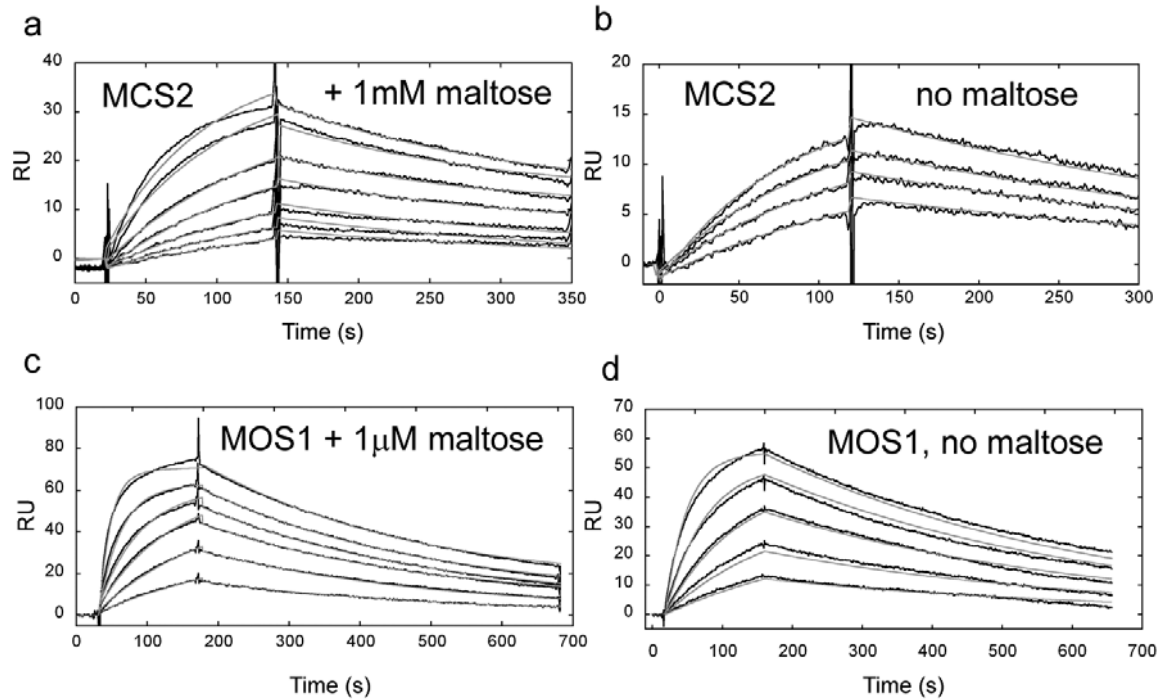 a
MCS2
+ 1mM maltose
RU
40
30
20
10
0
0 50 100 150 200 250 300 350
Time (s)
b
MCS2
no maltose
RU
20
15
10
5
0
0 50 100 150 200 250 300
Time (s)
c
MOS1 + 1μM maltose
RU
100
80
60
40
20
0
0 100 200 300 400 500 600 700
Time (s)
d
MOS1, no maltose
RU
70
60
50
40
30
20
10
0
0 100 200 300 400 500 600 700
Time (s)